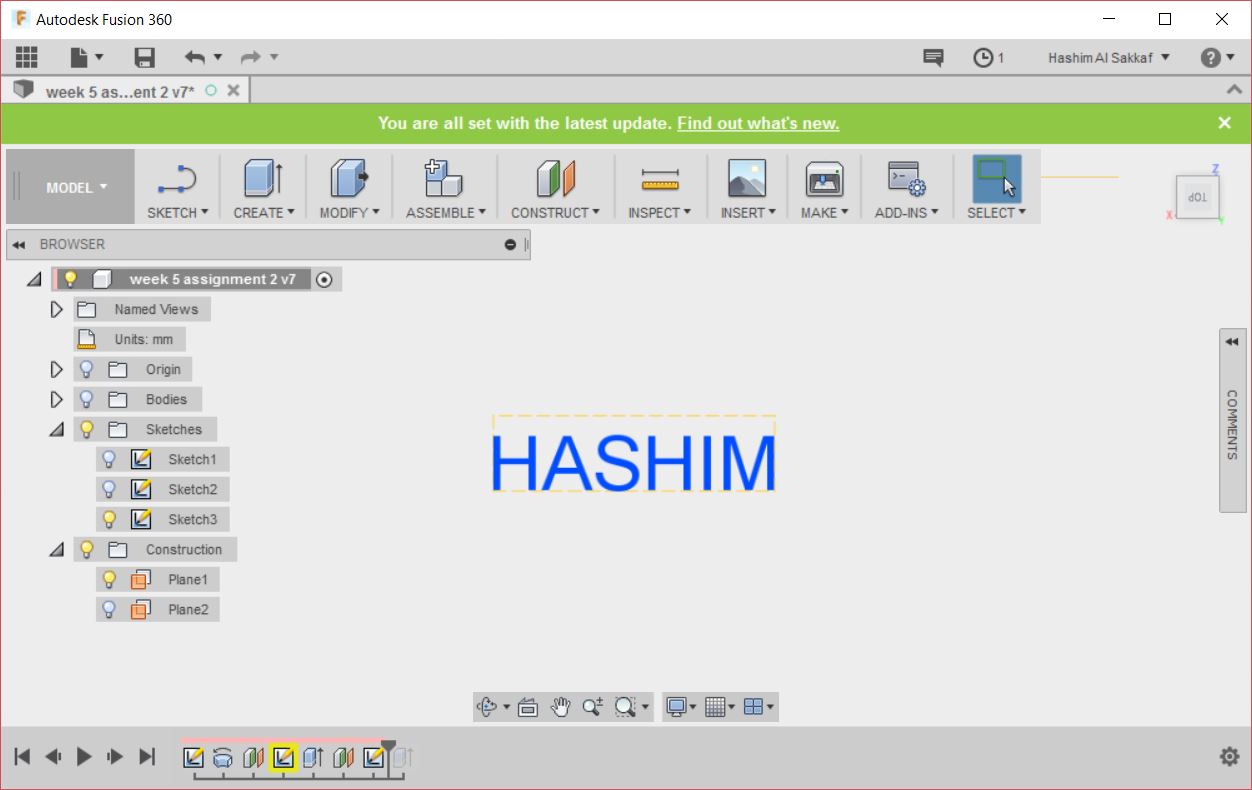 Autodesk Fusion 360
1 Hashim Al Sakkaf ?
week 5 as...ent 2 v7*
You are all set with the latest update. Find out what's new.
MODEL
SKETCH CREATE MODIFY ASSEMBLE CONSTRUCT INSPECT INSERT MAKE ADD-INS SELECT
Z
TOP
X Y
BROWSER
week 5 assignment 2 v7
Named Views
Units: mm
Origin
Bodies
Sketches
Sketch1
Sketch2
Sketch3
Construction
Plane1
Plane2
HASHIM
COMMENTS